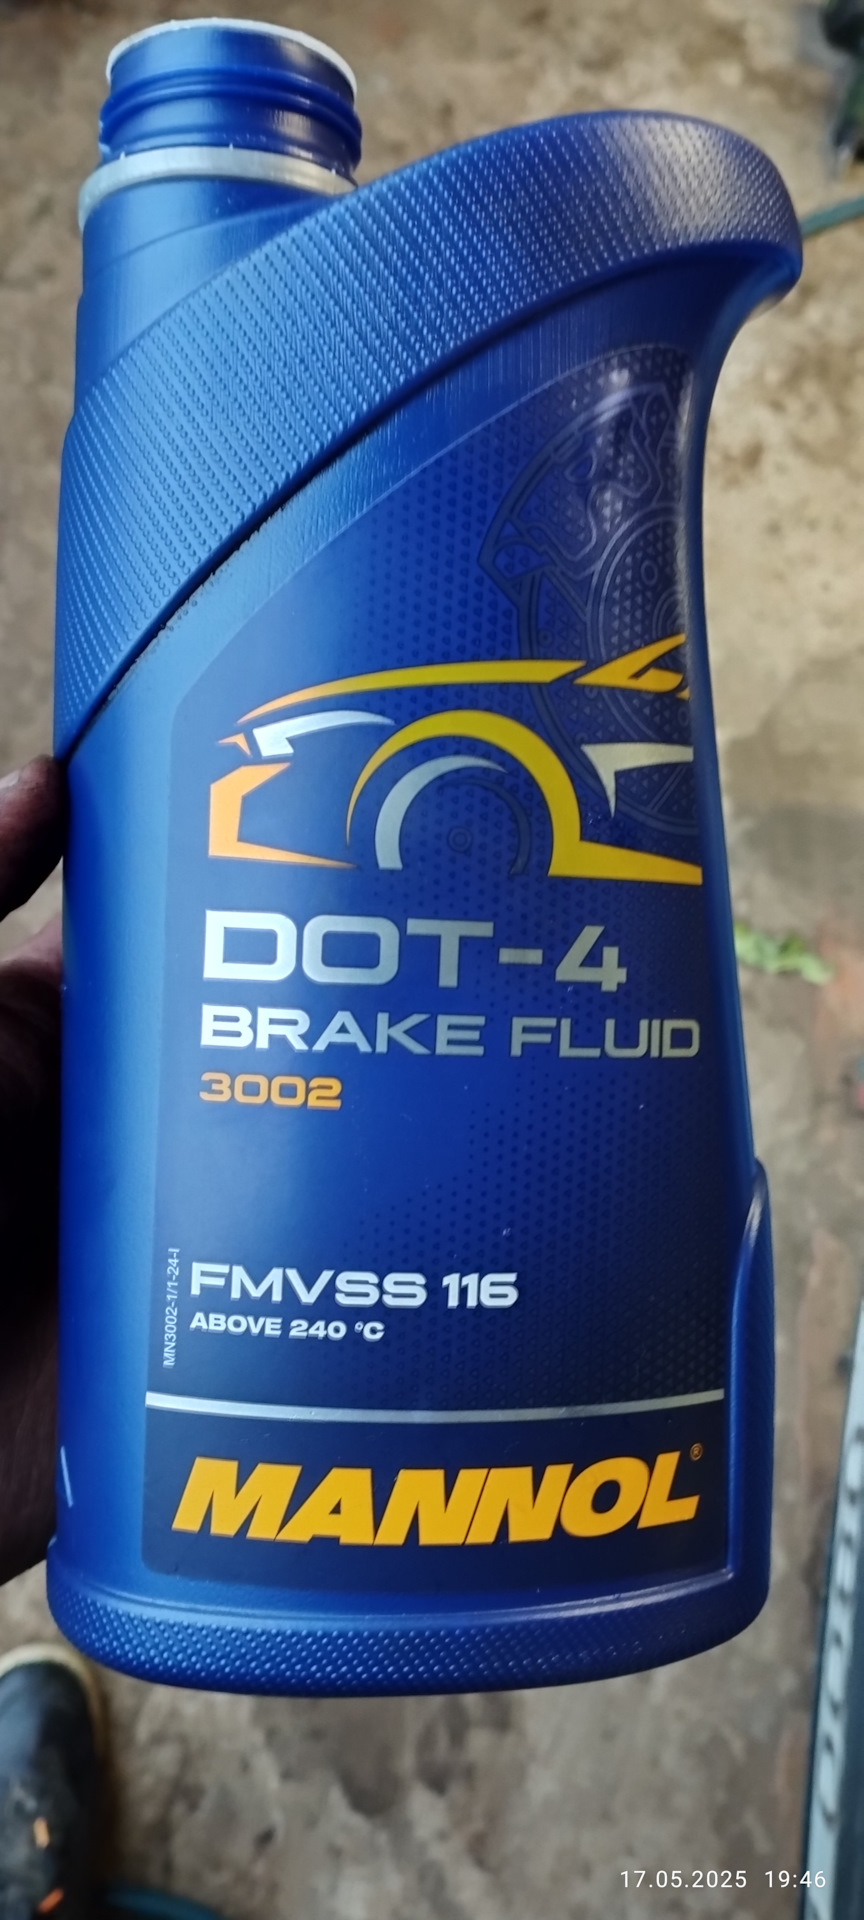 DOT-4
BRAKE FLUID
3002
MN3002-1/1-24-I
FMVSS 116
ABOVE 240 °C
MANNOL®
17.05.2025 19:46